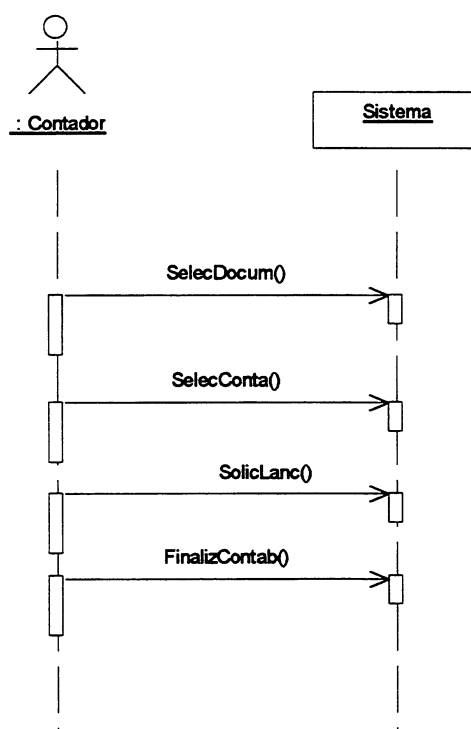 : Contador
Sistema
SelecDocum()
SelecConta()
SolicLanc()
FinalizContab()